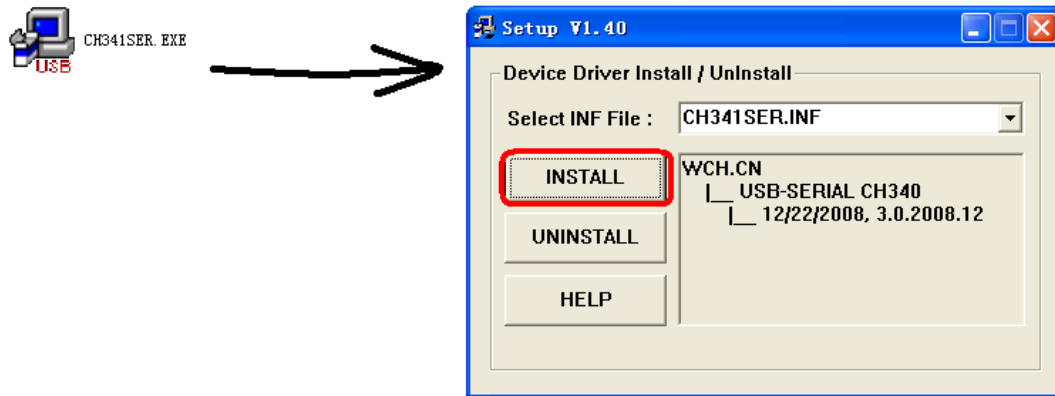 CH341SER.EXE
USB
Setup V1.40
Device Driver Install / UnInstall
Select INF File :
CH341SER.INF
INSTALL
UNINSTALL
HELP
WCH.CN
|__ USB-SERIAL CH340
|__ 12/22/2008, 3.0.2008.12